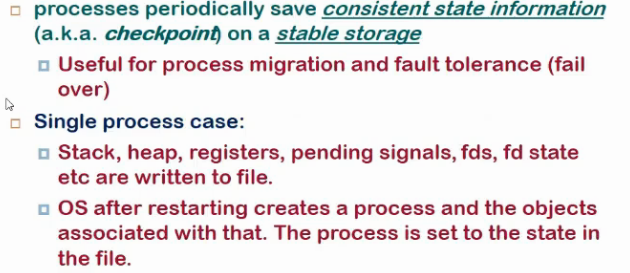 processes periodically save consistent state information
(a.k.a. checkpoint) on a stable storage
Useful for process migration and fault tolerance (fail
over)
Single process case:
Stack, heap, registers, pending signals, fds, fd state
etc are written to file.
OS after restarting creates a process and the objects
associated with that. The process is set to the state in
the file.